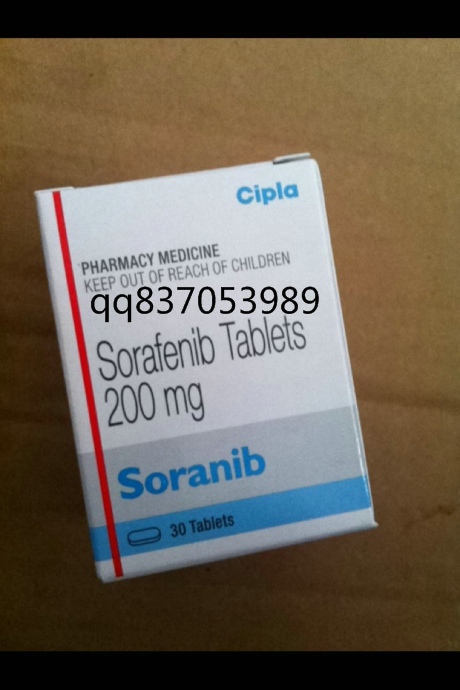 Cipla
PHARMACY MEDICINE
KEEP OUT OF REACH OF CHILDREN
qq837053989
Sorafenib Tablets
200 mg
Soranib
30 Tablets